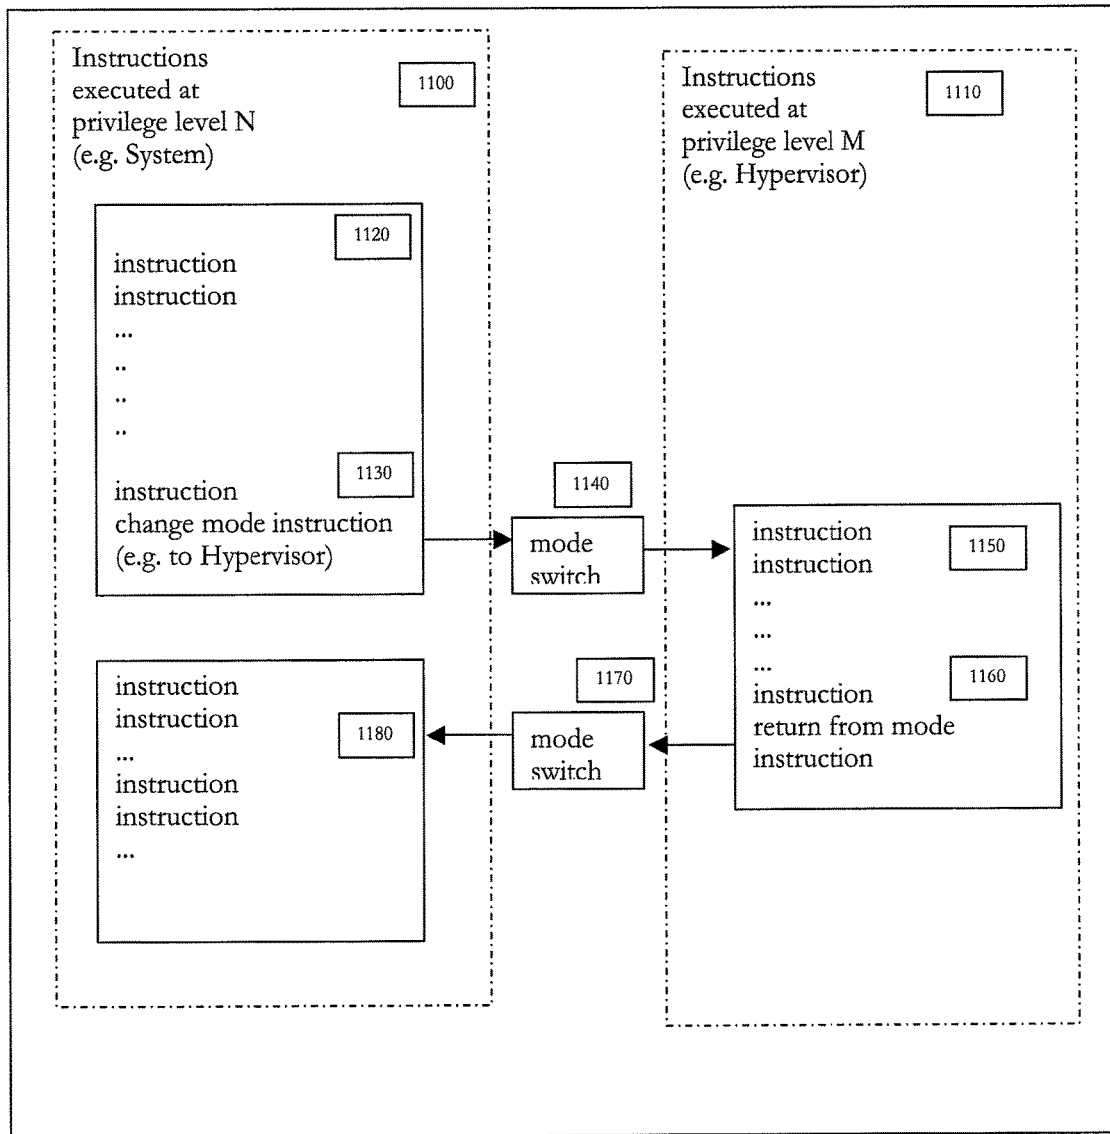 Instructions
executed at
privilege level N
(e.g. System)
1100
Instructions
executed at
privilege level M
(e.g. Hypervisor)
1110
1120
instruction
instruction
...
..
..
..
1130
instruction
change mode instruction
(e.g. to Hypervisor)
1140
mode
switch
instruction
instruction
1150
...
...
...
1160
instruction
return from mode
instruction
1170
mode
switch
instruction
instruction
1180
...
instruction
instruction
...